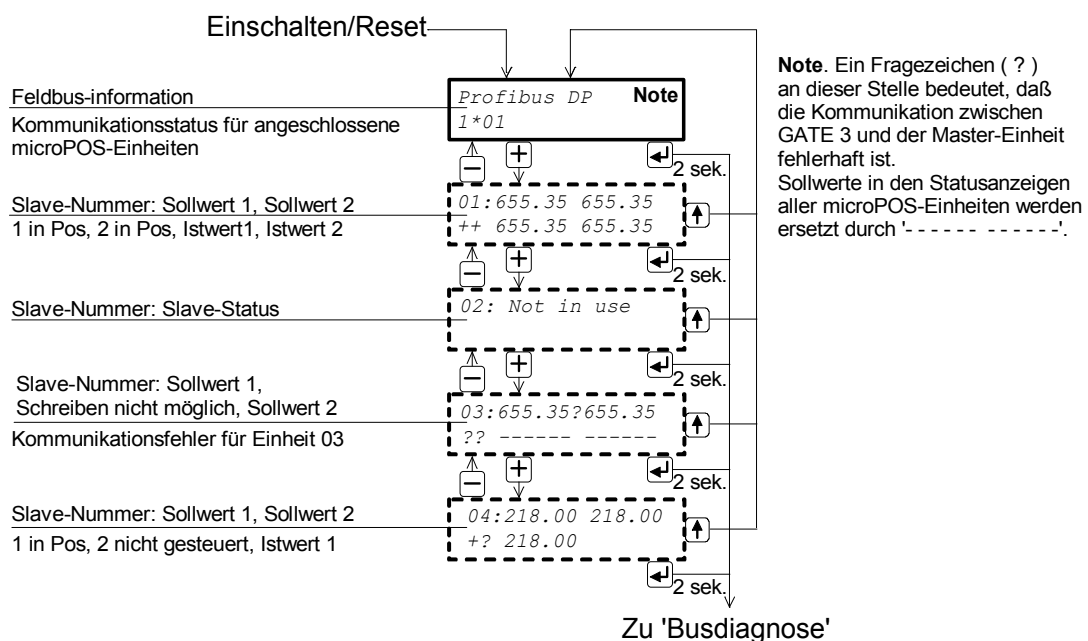 Einschalten/Reset
Feldbus-information
Kommunikationsstatus für angeschlossene
microPOS-Einheiten
Profibus DP Note
1*01
Note. Ein Fragezeichen ( ? )
an dieser Stelle bedeutet, daß
die Kommunikation zwischen
GATE 3 und der Master-Einheit
fehlerhaft ist.
Sollwerte in den Statusanzeigen
aller microPOS-Einheiten werden
ersetzt durch '- - - - - - - - - - - -'.
2 sek.
Slave-Nummer: Sollwert 1, Sollwert 2
1 in Pos, 2 in Pos, Istwert1, Istwert 2
01:655.35 655.35
++ 655.35 655.35
2 sek.
Slave-Nummer: Slave-Status
02: Not in use
2 sek.
Slave-Nummer: Sollwert 1,
Schreiben nicht möglich, Sollwert 2
Kommunikationsfehler für Einheit 03
03:655.35?655.35
?? ------ ------
2 sek.
Slave-Nummer: Sollwert 1, Sollwert 2
1 in Pos, 2 nicht gesteuert, Istwert 1
04:218.00 218.00
+? 218.00
2 sek.
Zu 'Busdiagnose'